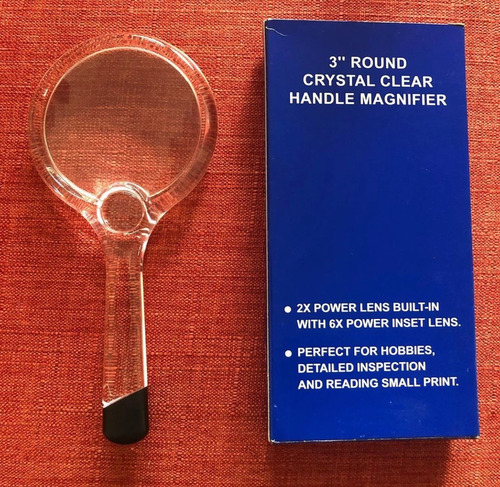 3" ROUND
CRYSTAL CLEAR
HANDLE MAGNIFIER
● 2X POWER LENS BUILT-IN
WITH 6X POWER INSET LENS.
● PERFECT FOR HOBBIES,
DETAILED INSPECTION
AND READING SMALL PRINT.